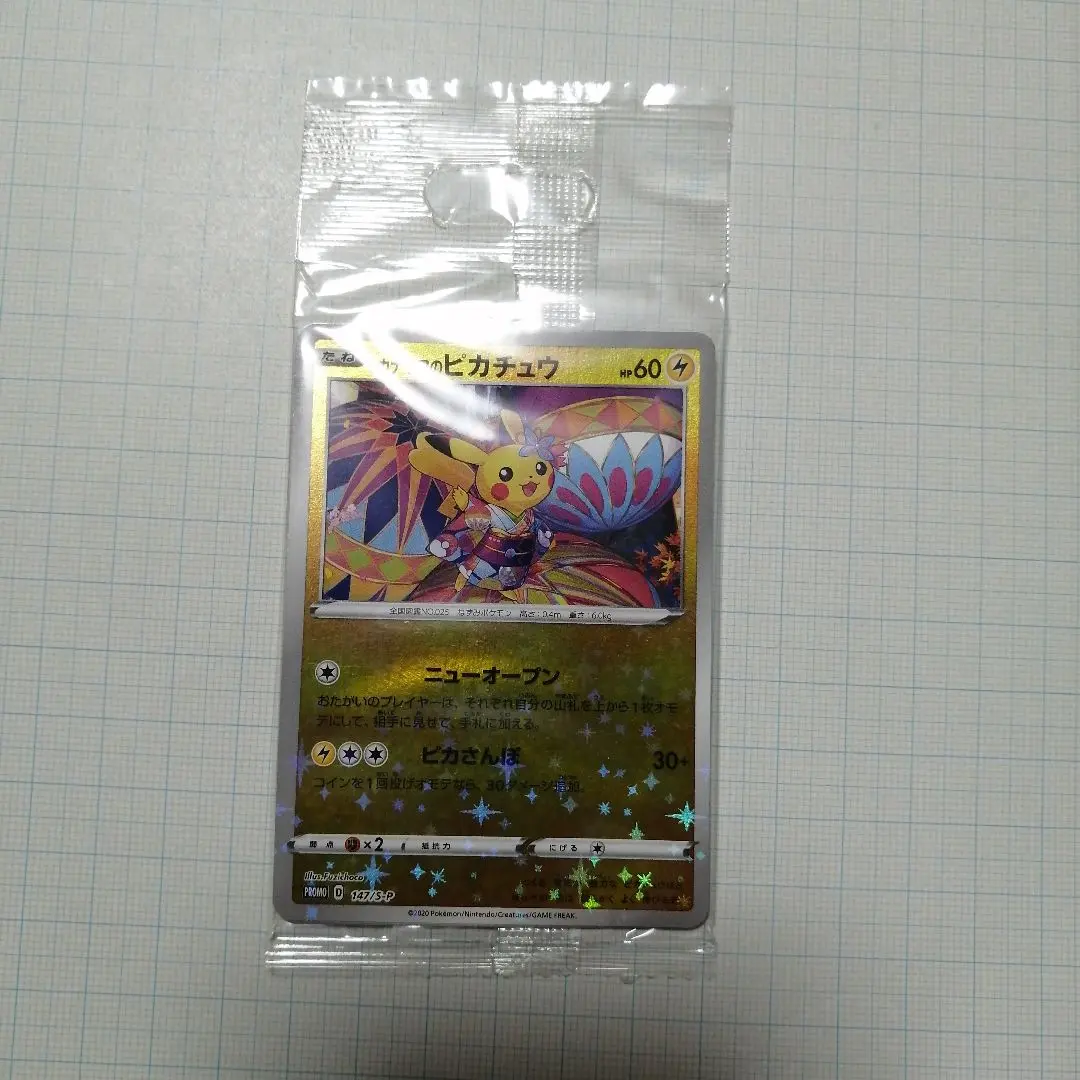 たね カナザワのピカチュウ HP60
全国図鑑NO.025 ねずみポケモン 高さ:0.4m 重さ:6.0kg
ニューオープン
おたがいのプレイヤーは、それぞれ自分の山札を上から1枚オモ
テにして、相手に見せて、手札に加える。
ピカさんぽ 30+
コインを1回投げオモテなら、30ダメージ追加。
弱点 ×2 抵抗力 にげる
Illus.Fuzichoco
PROMO D 147/S-P
©2020 Pokémon/Nintendo/Creatures/GAME FREAK.